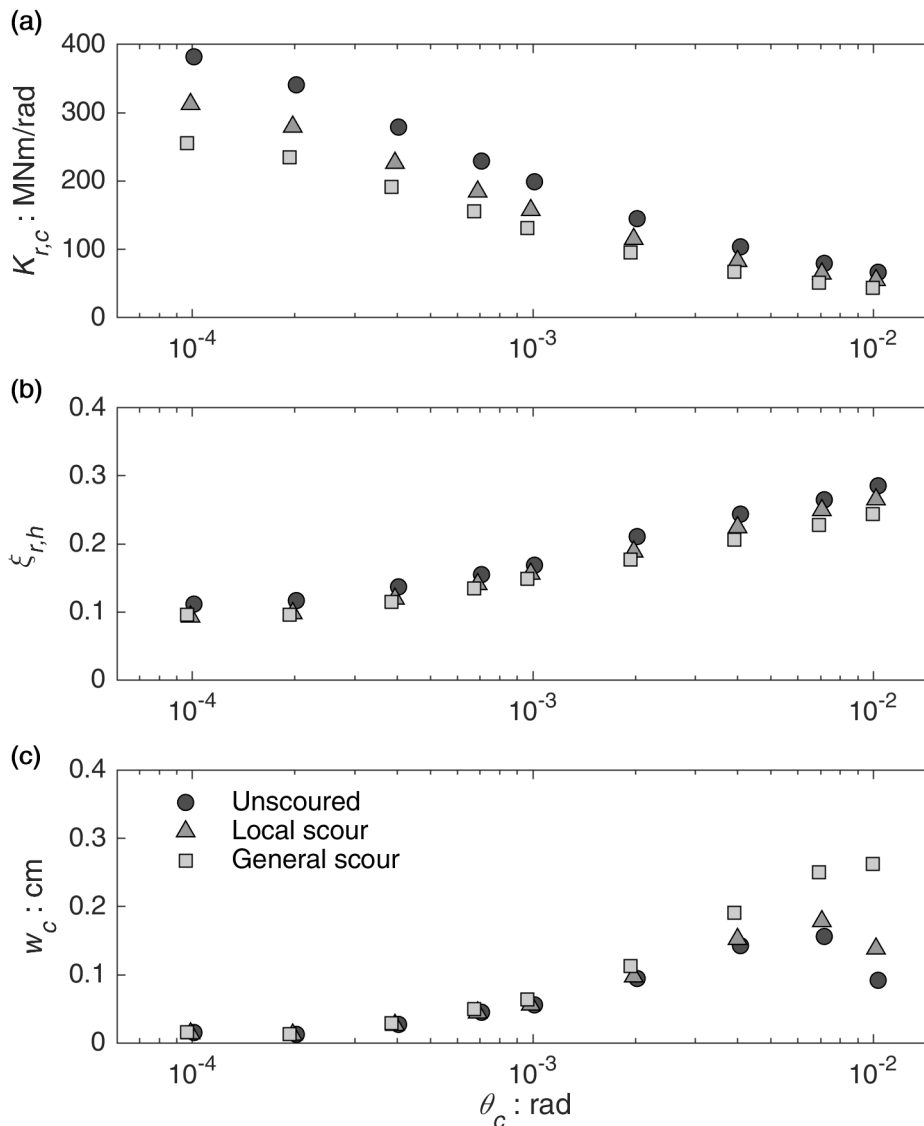 (a)
400
300
200
100
0
K_{r,c} : MNm/rad
10^{-4} 10^{-3} 10^{-2}
(b)
0.4
0.3
0.2
0.1
0
ξ_{r,h}
10^{-4} 10^{-3} 10^{-2}
(c)
0.4
0.3
0.2
0.1
0
w_c : cm
Unscoured
Local scour
General scour
10^{-4} 10^{-3} 10^{-2}
θ_c : rad